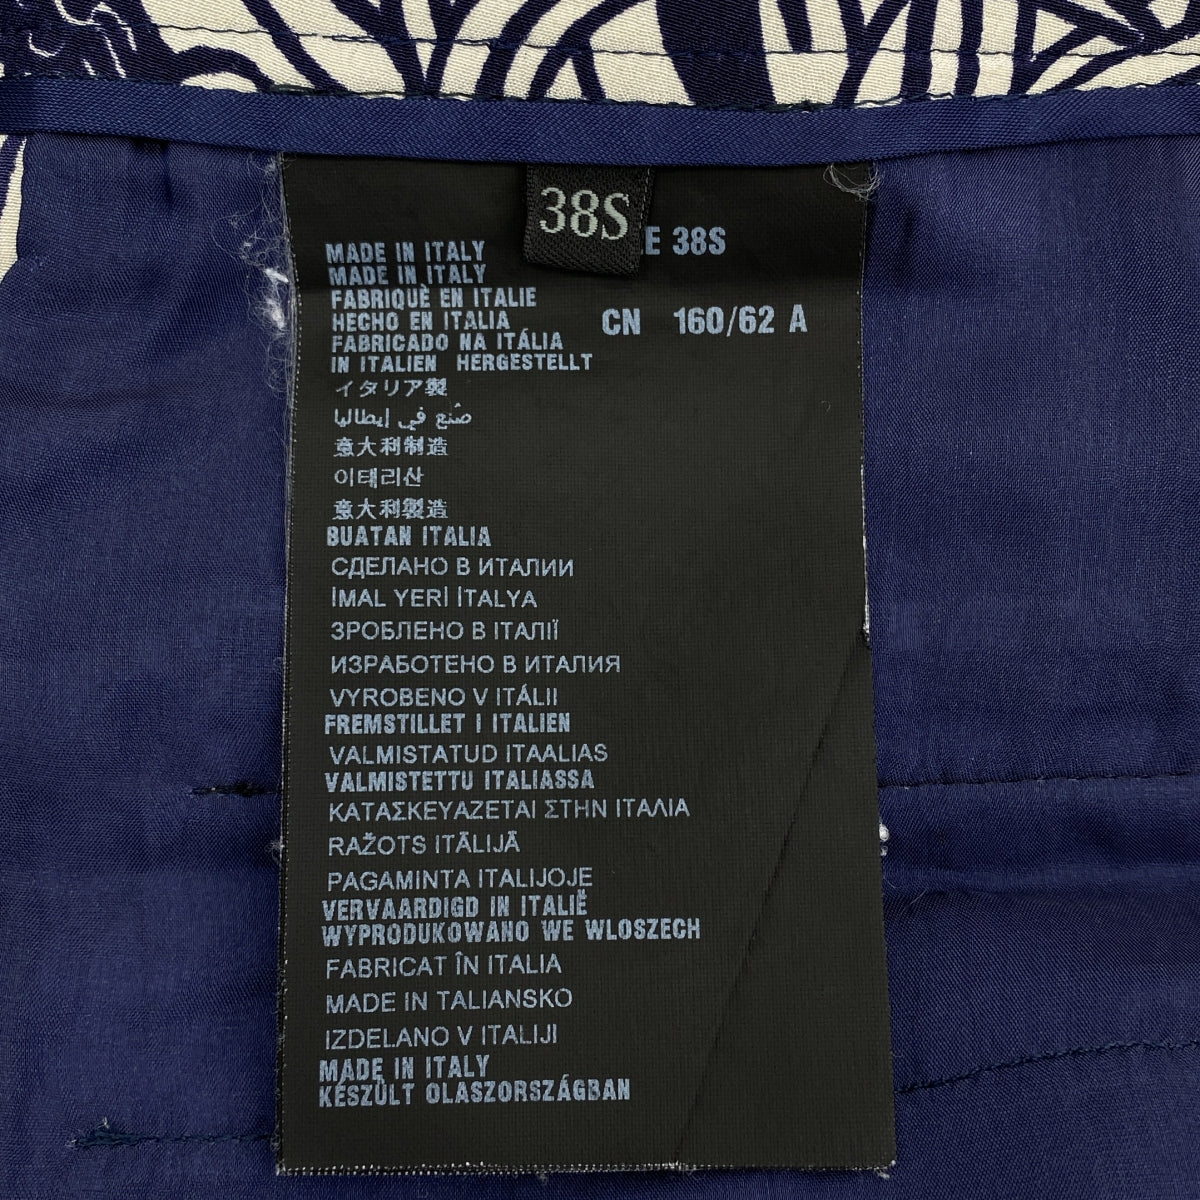 38S
E 38S
CN 160/62 A
MADE IN ITALY
MADE IN ITALY
FABRIQUÈ EN ITALIE
HECHO EN ITALIA
FABRICADO NA ITÁLIA
IN ITALIEN HERGESTELLT
イタリア製
صُنع في إيطاليا
意大利制造
이태리산
意大利製造
BUATAN ITALIA
СДЕЛАНО В ИТАЛИИ
İMAL YERİ İTALYA
ЗРОБЛЕНО В ІТАЛІЇ
ИЗРАБОТЕНО В ИТАЛИЯ
VYROBENO V ITÁLII
FREMSTILLET I ITALIEN
VALMISTATUD ITAALIAS
VALMISTETTU ITALIASSA
ΚΑΤΑΣΚΕΥΑΖΕΤΑΙ ΣΤΗΝ ΙΤΑΛΙΑ
RAŽOTS ITĀLIJĀ
PAGAMINTA ITALIJOJE
VERVAARDIGD IN ITALIË
WYPRODUKOWANO WE WLOSZECH
FABRICAT ÎN ITALIA
MADE IN TALIANSKO
IZDELANO V ITALIJI
MADE IN ITALY
KÉSZÜLT OLASZORSZÁGBAN